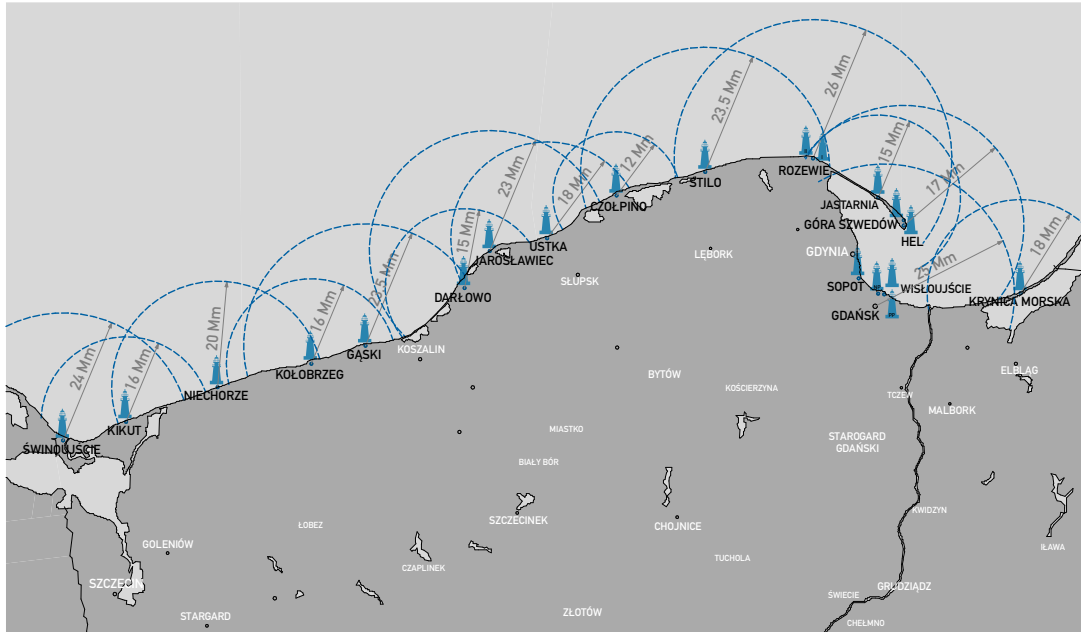 26 Mm
23.5 Mm
12 Mm
18 Mm
23 Mm
15 Mm
22.5 Mm
16 Mm
20 Mm
16 Mm
24 Mm
15 Mm
17 Mm
25 Mm
18 Mm
ROZEWIE
STILO
CZOŁPINO
JASTARNIA
GÓRA SZWEDÓW
USTKA
HEL
JAROSŁAWIEC
GDYNIA
LĘBORK
SŁUPSK
SOPOT
WISŁOUJŚCIE
DARŁOWO
KRYNICA MORSKA
GDAŃSK
KOSZALIN
GĄSKI
KOŁOBRZEG
ELBLĄG
BYTÓW
KOŚCIERZYNA
NIECHORZE
TCZEW
MALBORK
KIKUT
MIASTKO
STAROGARD
GDAŃSKI
ŚWINOUJŚCIE
BIAŁY BÓR
KWIDZYN
SZCZECINEK
CHOJNICE
ŁOBEZ
GOLENIÓW
IŁAWA
TUCHOLA
CZAPLINEK
SZCZECIN
GRUDZIĄDZ
ŚWIECIE
STARGARD
ZŁOTÓW
CHEŁMNO